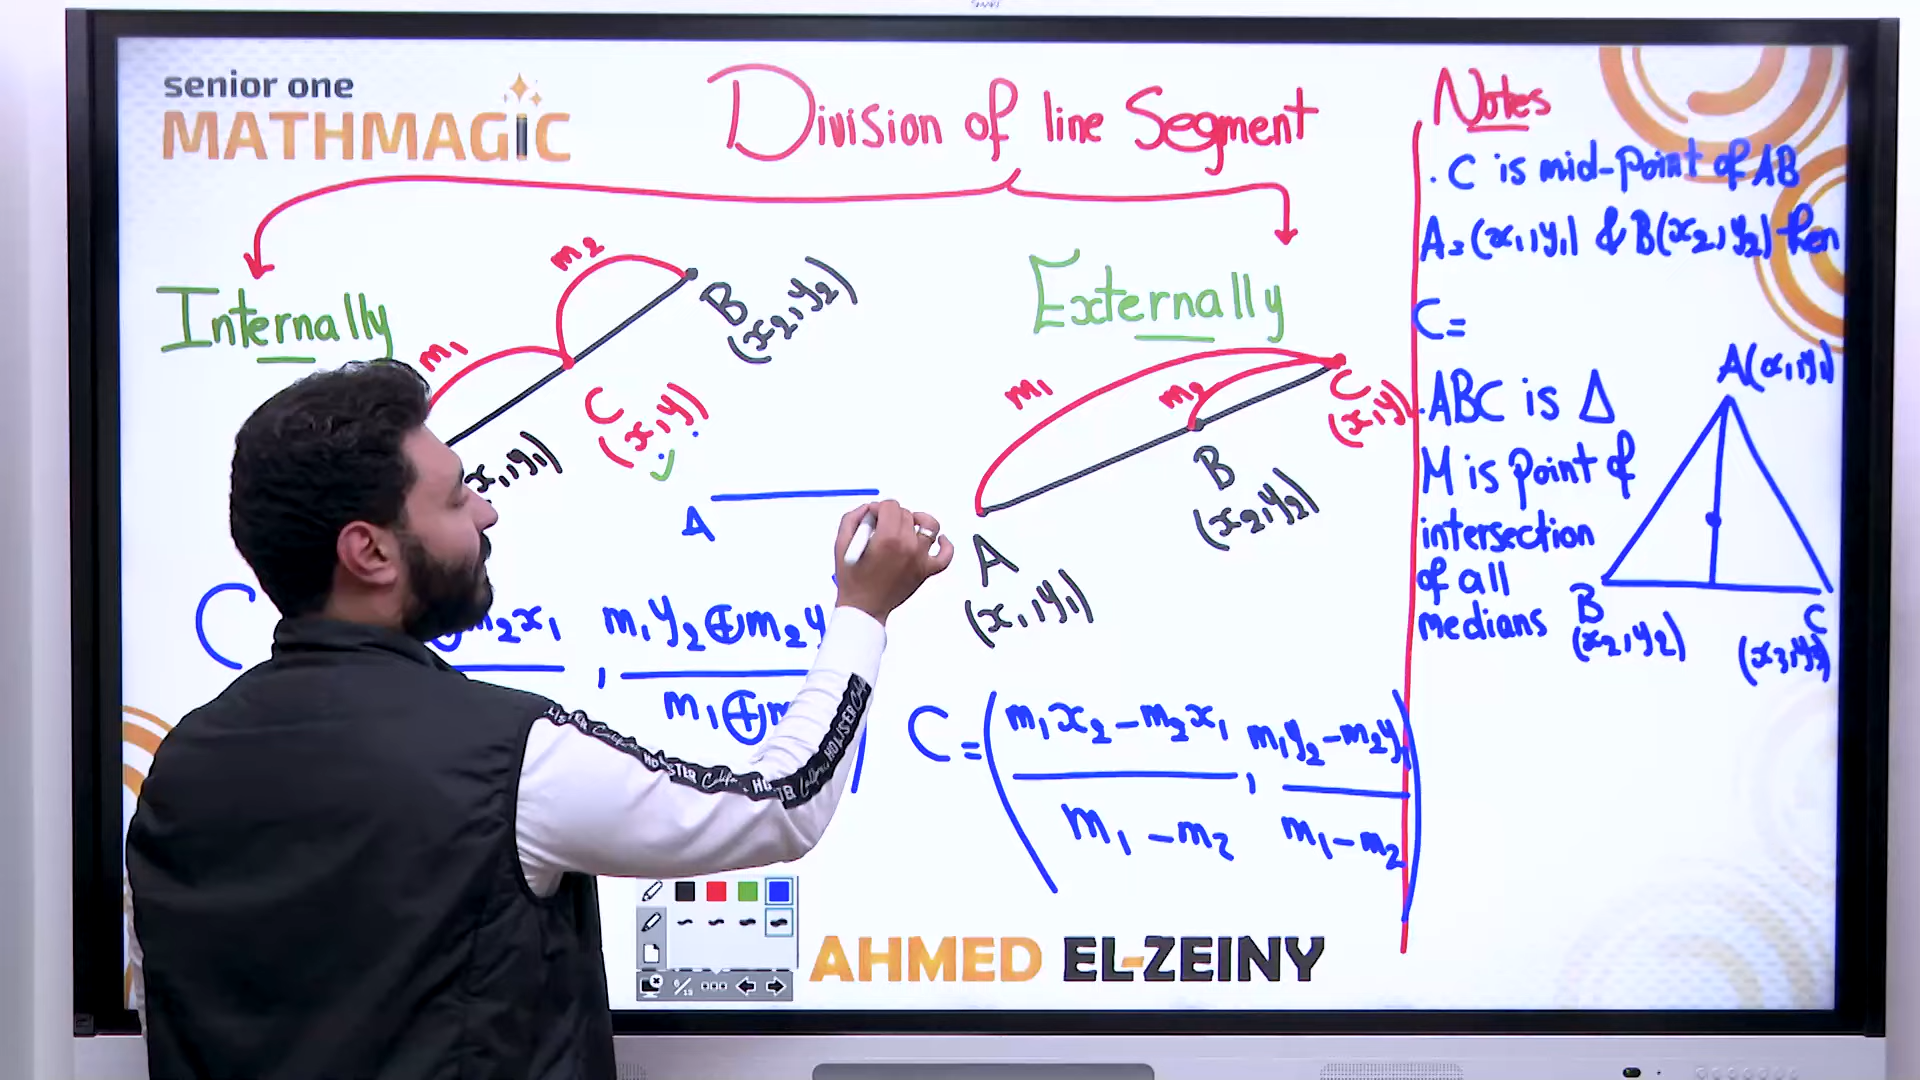 senior one
MATHMAGIC
Division of line Segment
Internally
m1
m2
B
(x2,y2)
C
(x,y)
x1,y1)
A
Externally
m1
m2
C
(x,y)
B
(x2,y2)
A
(x1,y1)
C
m2x1 , m1y2+m2y
m1+m
C=(m1x2-m2x1 , m1y2-m2y1)
m1-m2
m1-m2
Notes
. C is mid-point of AB
A=(x1,y1) & B(x2,y2) then
C=
.ABC is Δ
M is point of
intersection
of all
medians
A(x1,y1)
B
(x2,y2)
C
(x3,y3)
AHMED EL-ZEINY